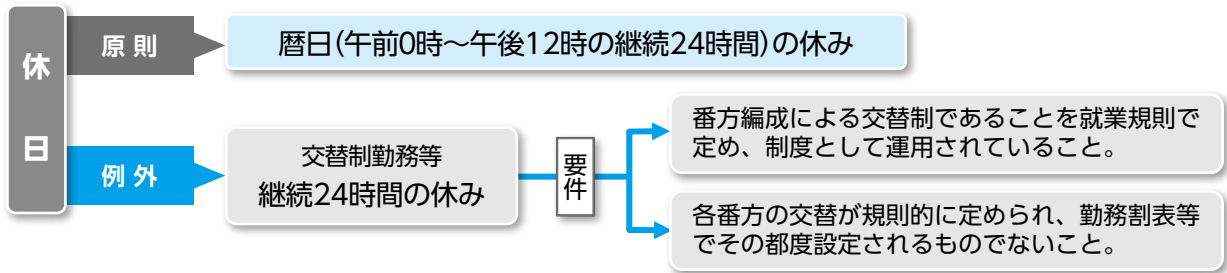 休日
原則
暦日(午前0時～午後12時の継続24時間)の休み
例外
交替制勤務等
継続24時間の休み
要件
番方編成による交替制であることを就業規則で
定め、制度として運用されていること。
各番方の交替が規則的に定められ、勤務割表等
でその都度設定されるものでないこと。